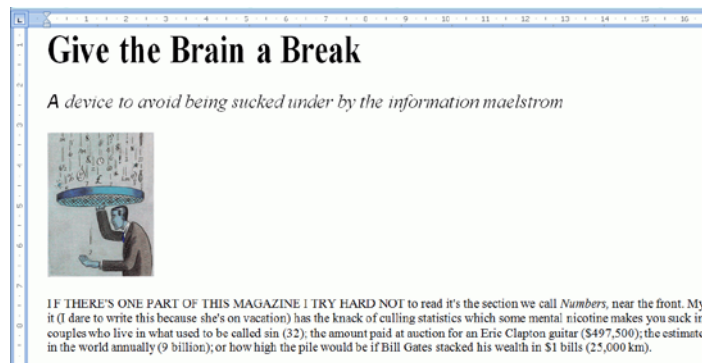 Give the Brain a Break
A device to avoid being sucked under by the information maelstrom
IF THERE'S ONE PART OF THIS MAGAZINE I TRY HARD NOT to read it's the section we call Numbers, near the front. My
it (I dare to write this because she's on vacation) has the knack of culling statistics which some mental nicotine makes you suck in
couples who live in what used to be called sin (32); the amount paid at auction for an Eric Clapton guitar ($497,500); the estimate
in the world annually (9 billion); or how high the pile would be if Bill Gates stacked his wealth in $1 bills (25,000 km).